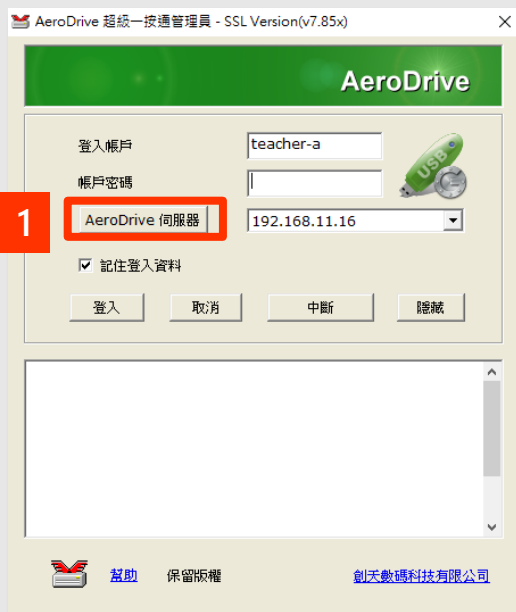 AeroDrive 超級一按通管理員 - SSL Version(v7.85x)
AeroDrive
登入帳戶 teacher-a
USB
帳戶密碼
1
AeroDrive 伺服器 192.168.11.16
記住登入資料
登入 取消 中斷 隱藏
幫助 保留版權 創天數碼科技有限公司